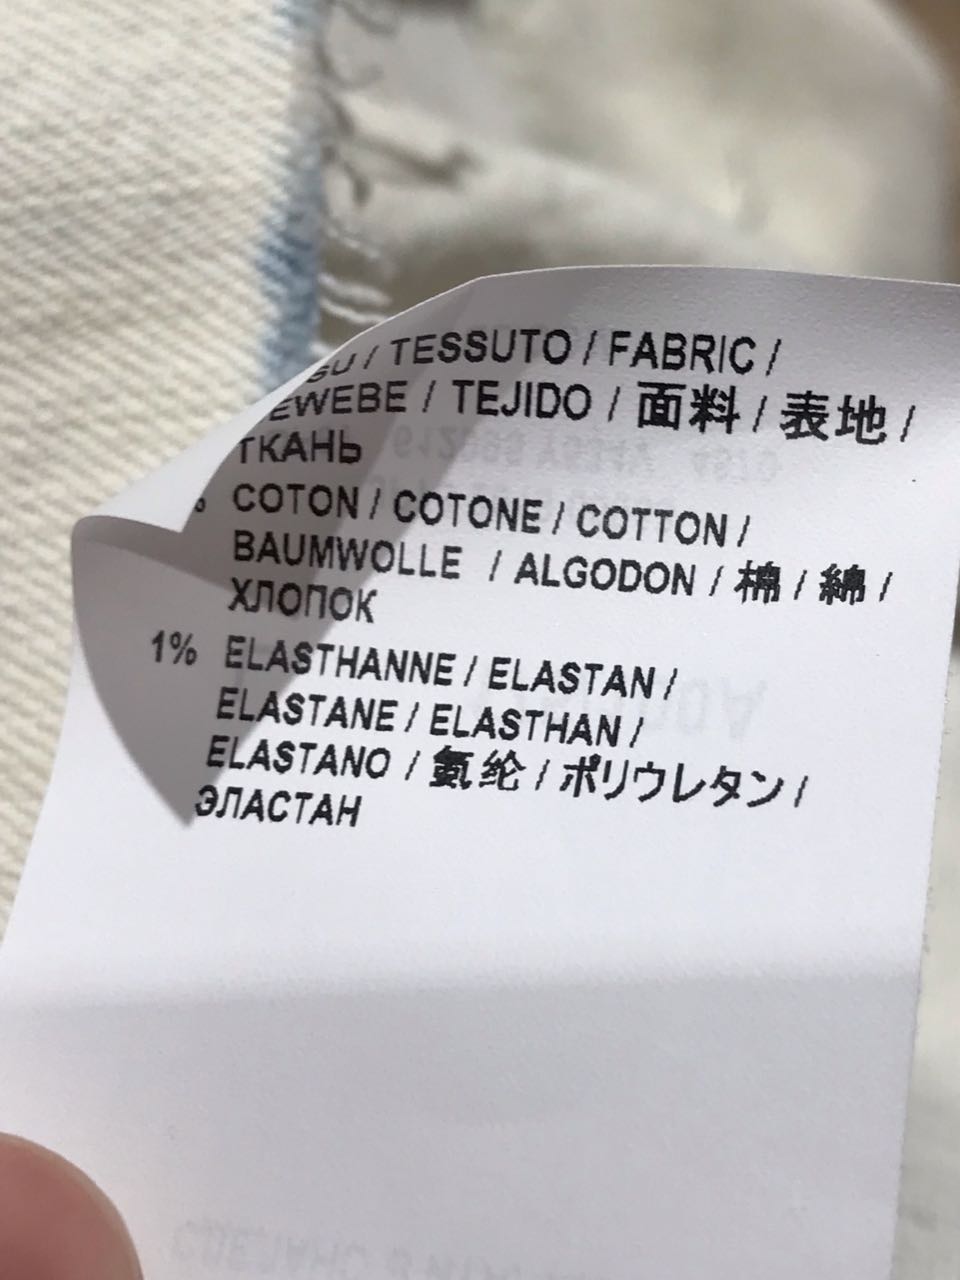 / TESSUTO / FABRIC /
/ TEJIDO / 面料 / 表地 /
ТКАНЬ
% COTON / COTONE / COTTON /
BAUMWOLLE / ALGODON / 棉 / 綿 /
ХЛОПОК
1% ELASTHANNE / ELASTAN /
ELASTANE / ELASTHAN /
ELASTANO / 氨纶 / ポリウレタン /
ЭЛАСТАН